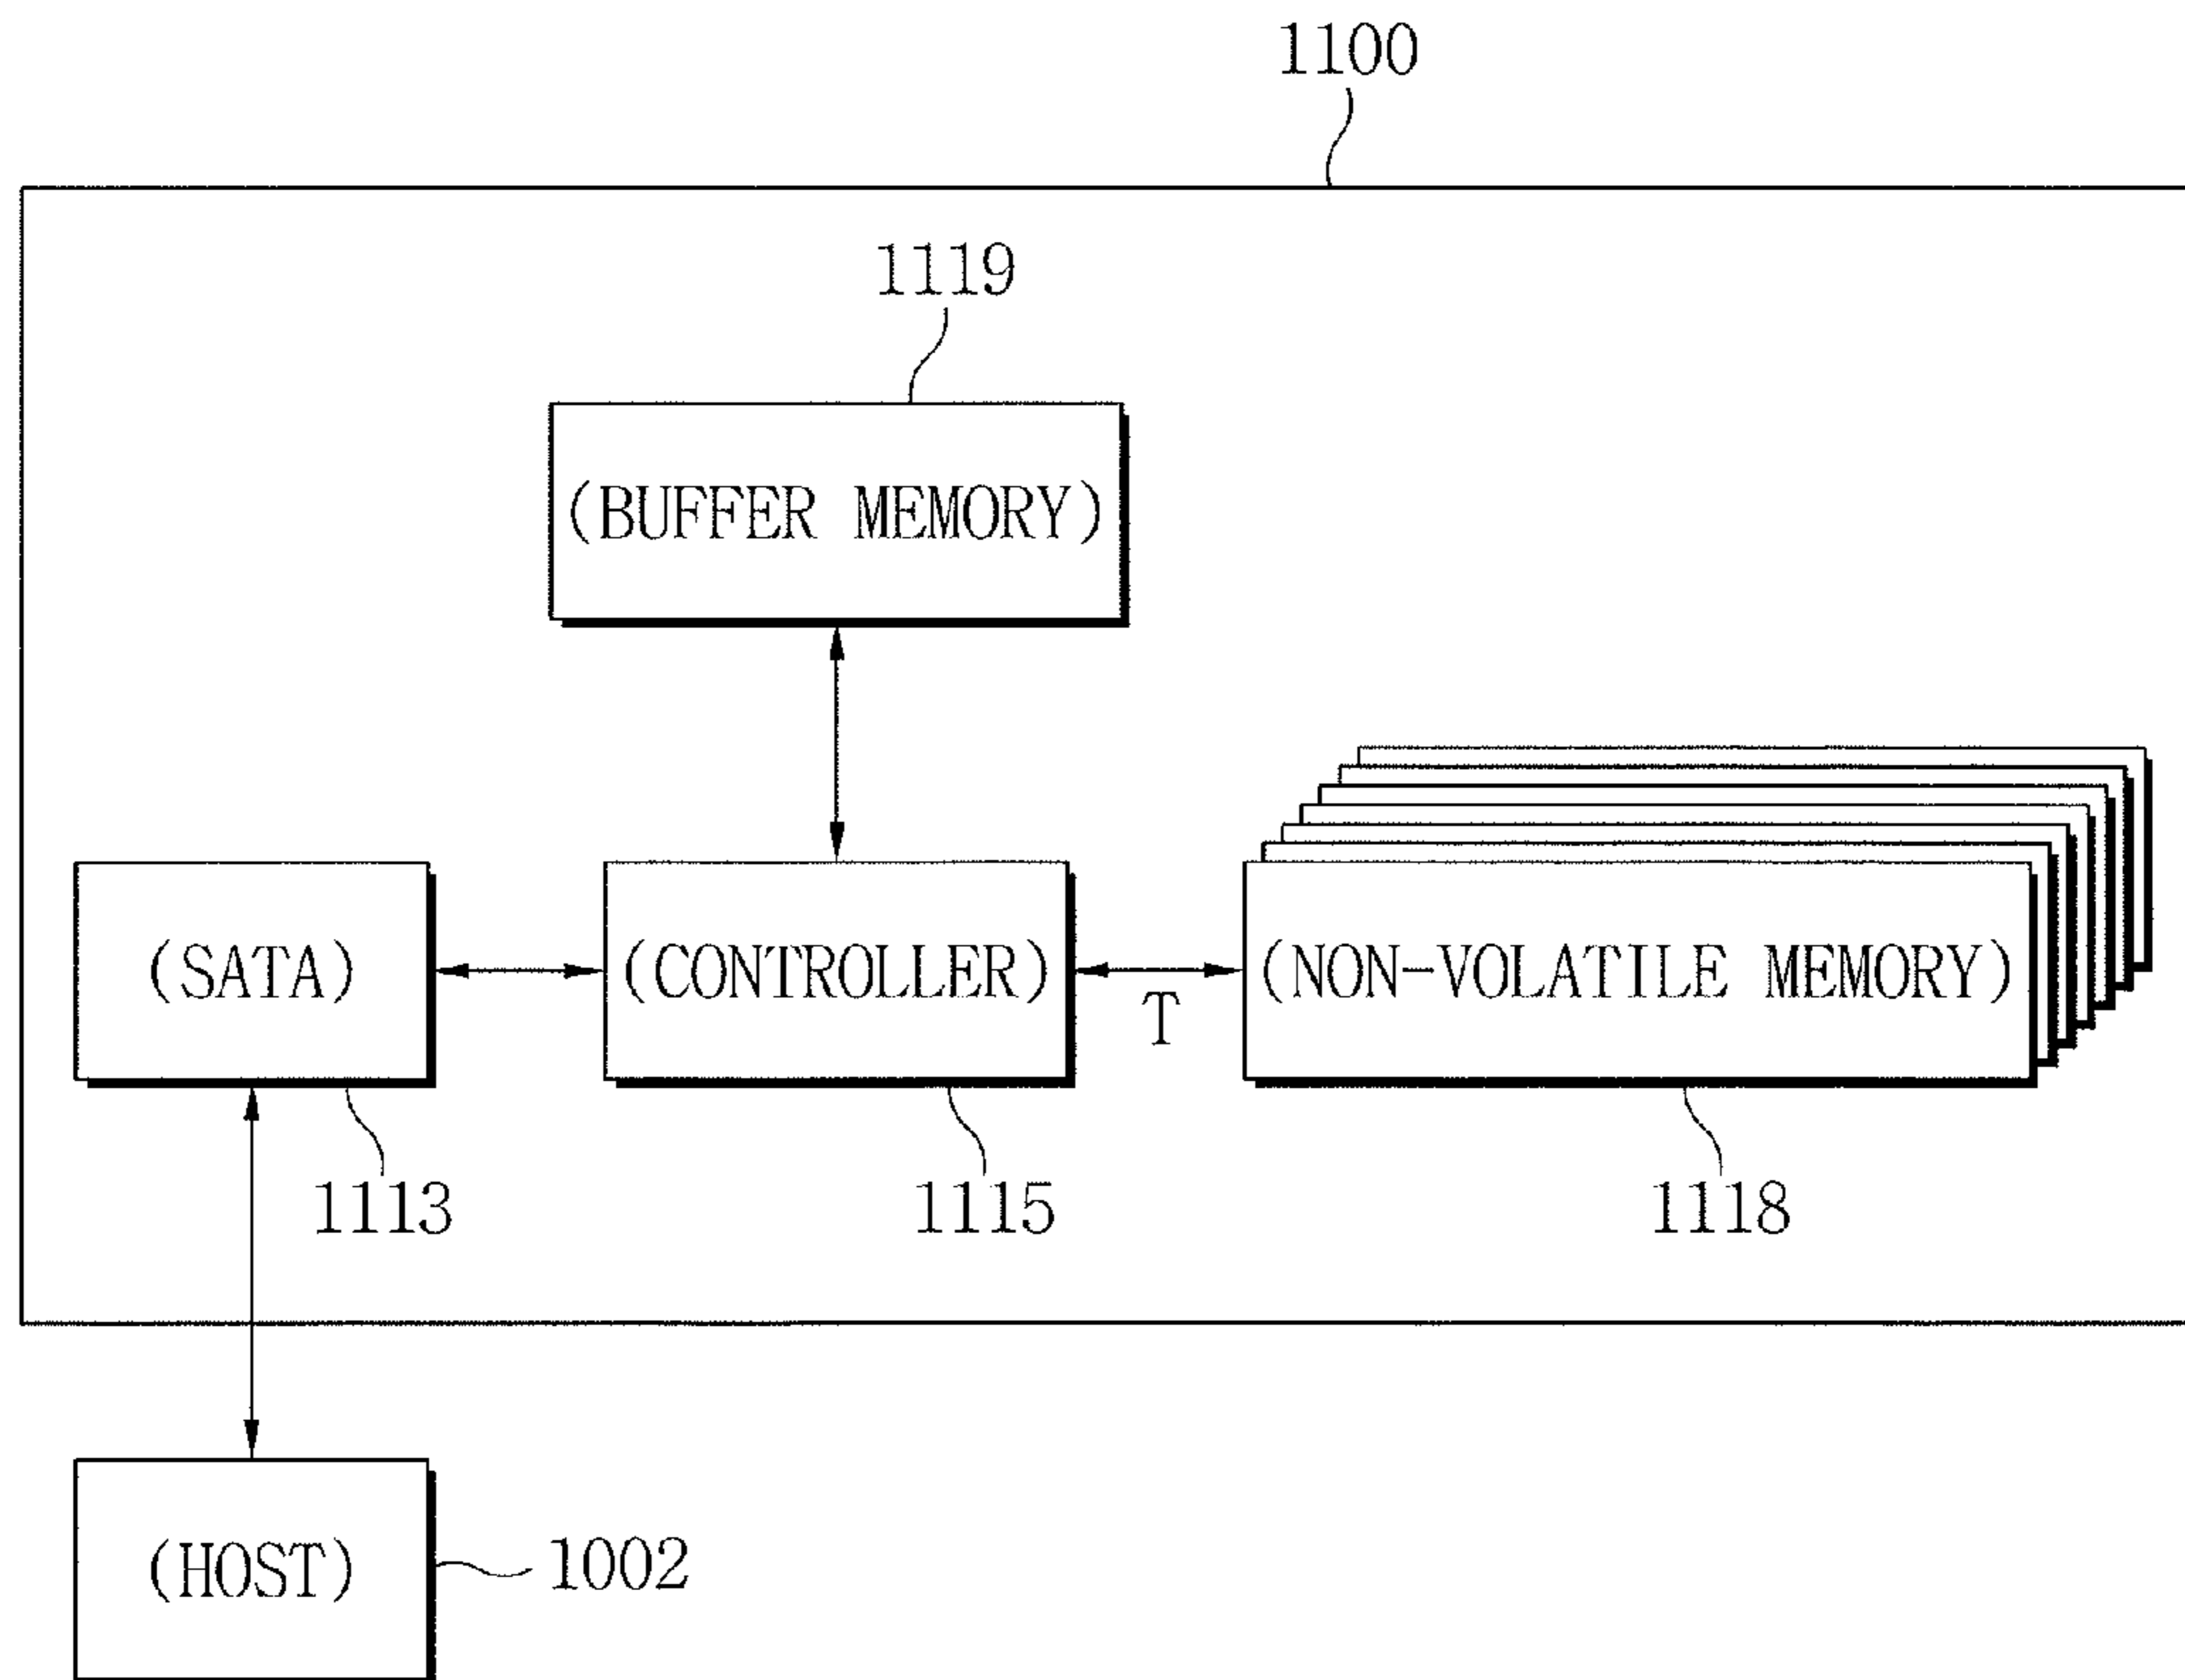 1100
1119
(BUFFER MEMORY)
(SATA)
(CONTROLLER)
T
(NON-VOLATILE MEMORY)
1113
1115
1118
(HOST)
1002